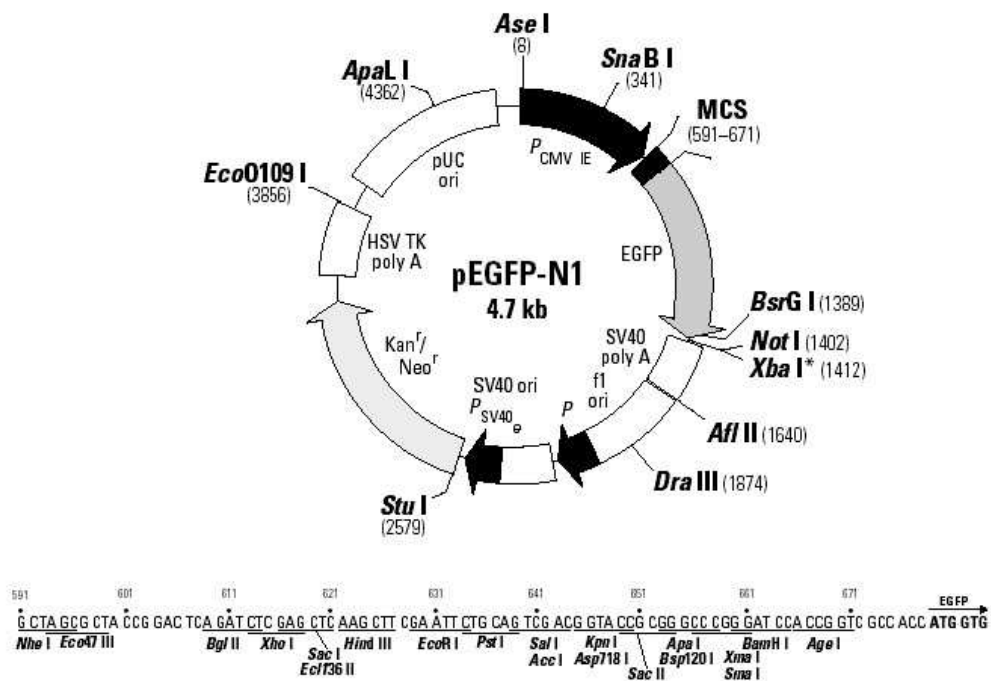 Ase I
(8)
SnaB I
(341)
ApaL I
(4362)
MCS
(591–671)
PCMV IE
pUC
ori
EcoO109 I
(3856)
HSV TK
poly A
EGFP
pEGFP-N1
4.7 kb
BsrG I (1389)
Not I (1402)
Xba I* (1412)
SV40
poly A
Kanr/
Neor
SV40 ori
PSV40e
P
f1
ori
Afl II (1640)
Dra III (1874)
Stu I
(2579)
591 601 611 621 631 641 651 661 671 EGFP
G CTA GCG CTA CCG GAC TCA GAT CTC GAG CTC AAG CTT CGA ATT CTG CAG TCG ACG GTA CCG CGG GCC CGG GAT CCA CCG GTC GCC ACC ATG GTG
Nhe I Eco47 III Bgl II Xho I Hind III EcoR I Pst I Sal I Kpn I Apa I BamH I Age I
Sac I Acc I Asp718 I Bsp120 I Xma I
Ecl136 II Sac II Sma I